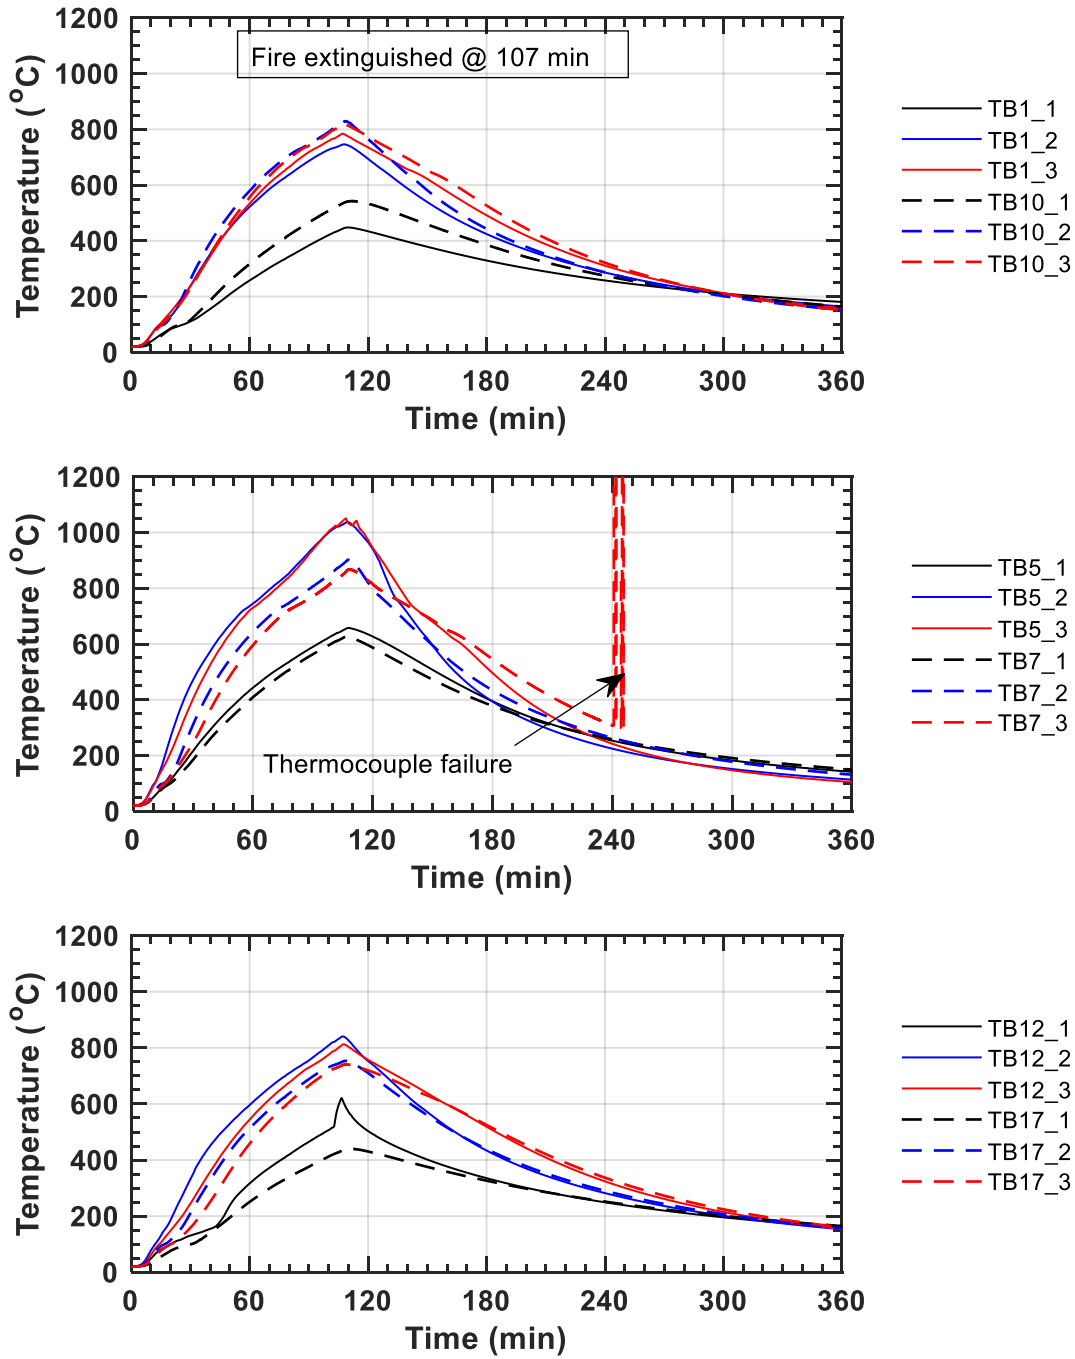 1200
1000
800
600
400
200
0
Temperature (°C)
Fire extinguished @ 107 min
0 60 120 180 240 300 360
Time (min)
TB1_1
TB1_2
TB1_3
TB10_1
TB10_2
TB10_3
1200
1000
800
600
400
200
0
Temperature (°C)
Thermocouple failure
0 60 120 180 240 300 360
Time (min)
TB5_1
TB5_2
TB5_3
TB7_1
TB7_2
TB7_3
1200
1000
800
600
400
200
0
Temperature (°C)
0 60 120 180 240 300 360
Time (min)
TB12_1
TB12_2
TB12_3
TB17_1
TB17_2
TB17_3